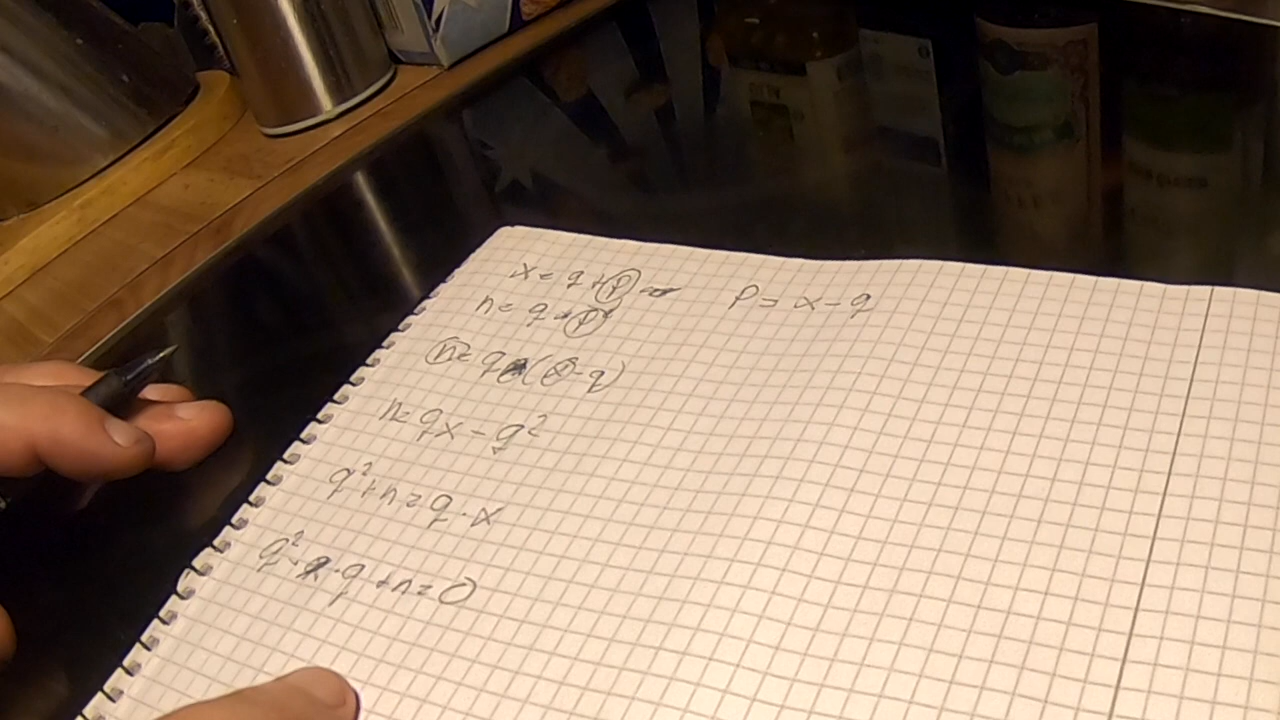 x = q + p
p = x - q
n = q · p
n = q · (x - q)
n = qx - q²
q² + n = q · x
q² - x · q + n = 0